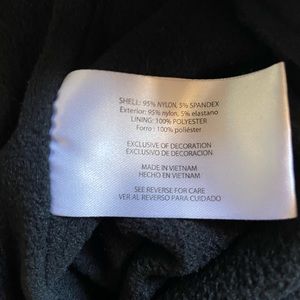 SHELL: 95% NYLON, 5% SPANDEX
Exterior: 95% nylon, 5% elastano
LINING: 100% POLYESTER
Forro : 100% poliéster
EXCLUSIVE OF DECORATION
EXCLUSIVO DE DECORACION
MADE IN VIETNAM
HECHO EN VIETNAM
SEE REVERSE FOR CARE
VER AL REVERSO PARA CUIDADO